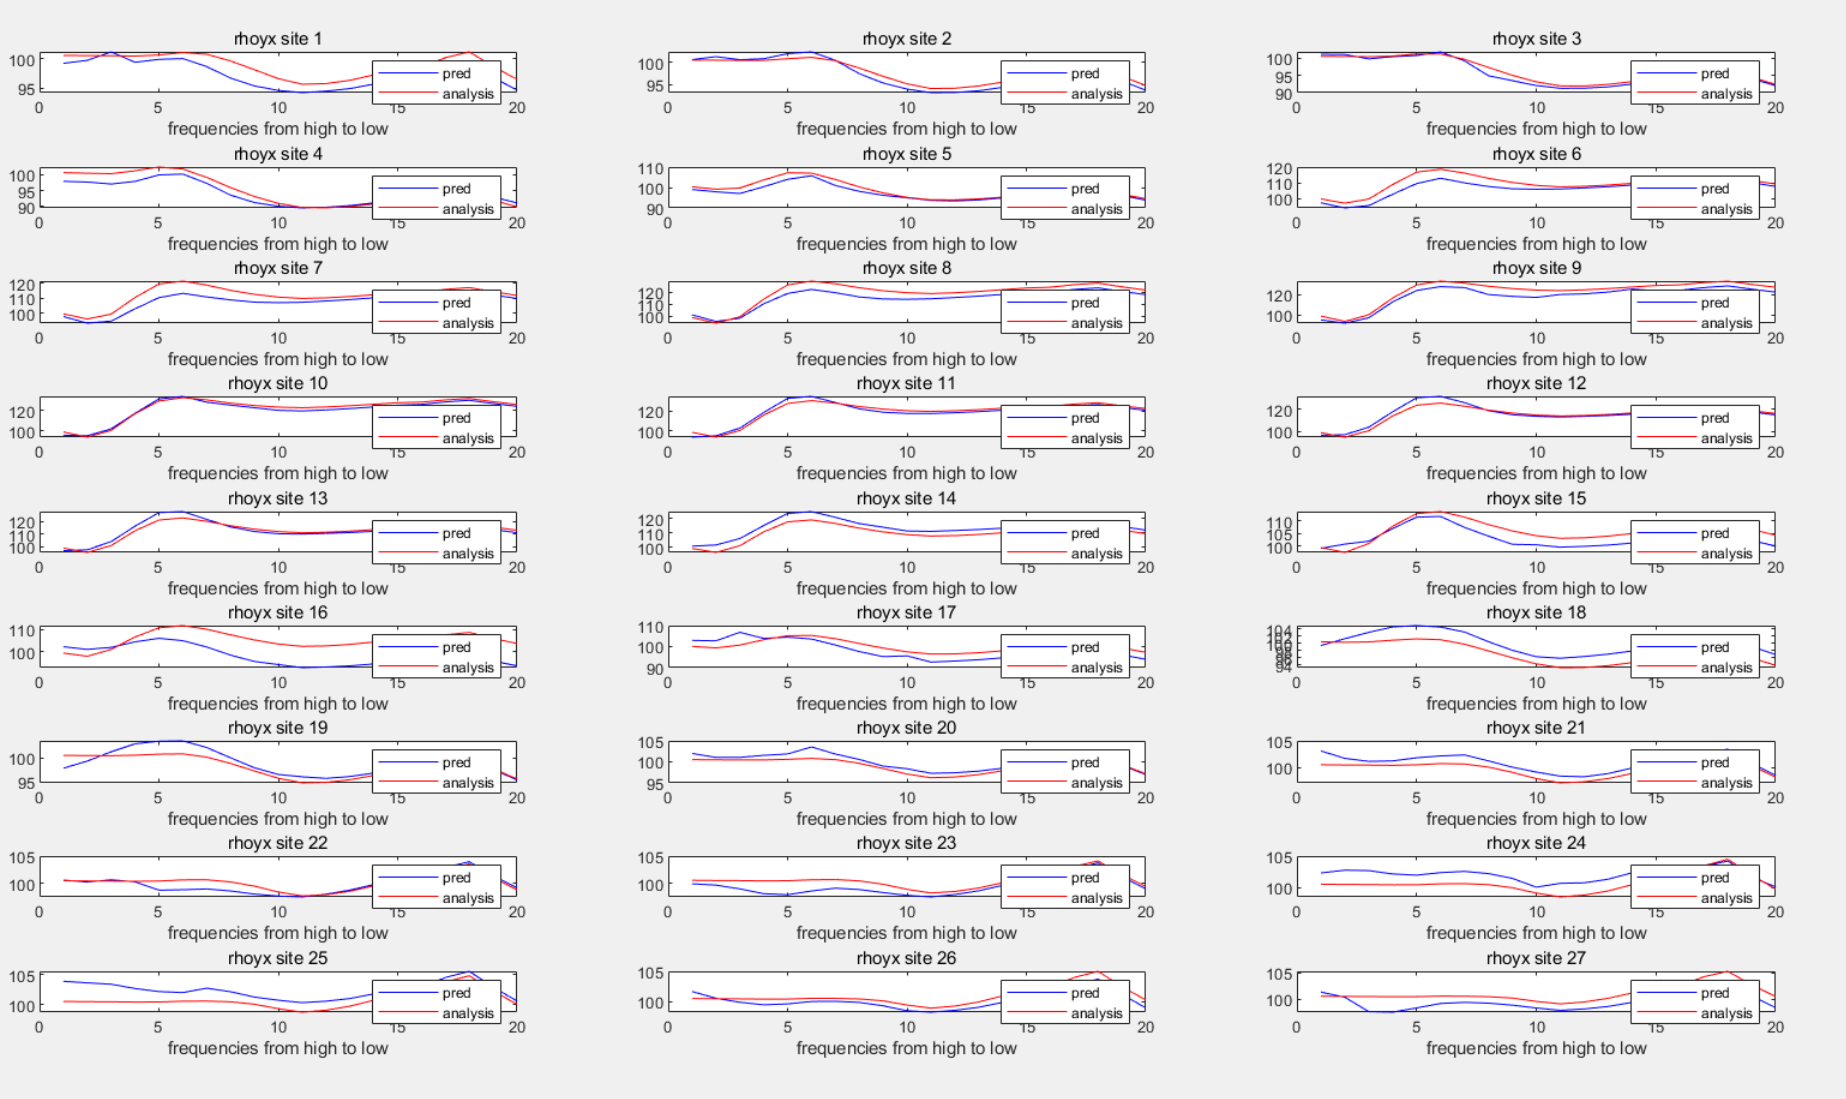 rhoyx site 1
100
95
pred
analysis
0 5 10 15 20
frequencies from high to low
rhoyx site 2
100
95
pred
analysis
0 5 10 15 20
frequencies from high to low
rhoyx site 3
100
95
90
pred
analysis
0 5 10 15 20
frequencies from high to low
rhoyx site 4
100
95
90
pred
analysis
0 5 10 15 20
frequencies from high to low
rhoyx site 5
110
100
90
pred
analysis
0 5 10 15 20
frequencies from high to low
rhoyx site 6
120
110
100
pred
analysis
0 5 10 15 20
frequencies from high to low
rhoyx site 7
120
110
100
pred
analysis
0 5 10 15 20
frequencies from high to low
rhoyx site 8
120
110
100
pred
analysis
0 5 10 15 20
frequencies from high to low
rhoyx site 9
120
100
pred
analysis
0 5 10 15 20
frequencies from high to low
rhoyx site 10
120
100
pred
analysis
0 5 10 15 20
frequencies from high to low
rhoyx site 11
120
100
pred
analysis
0 5 10 15 20
frequencies from high to low
rhoyx site 12
120
100
pred
analysis
0 5 10 15 20
frequencies from high to low
rhoyx site 13
120
110
100
pred
analysis
0 5 10 15 20
frequencies from high to low
rhoyx site 14
120
110
100
pred
analysis
0 5 10 15 20
frequencies from high to low
rhoyx site 15
110
105
100
pred
analysis
0 5 10 15 20
frequencies from high to low
rhoyx site 16
110
100
pred
analysis
0 5 10 15 20
frequencies from high to low
rhoyx site 17
110
100
90
pred
analysis
0 5 10 15 20
frequencies from high to low
rhoyx site 18
104
94
pred
analysis
0 5 10 15 20
frequencies from high to low
rhoyx site 19
100
95
pred
analysis
0 5 10 15 20
frequencies from high to low
rhoyx site 20
105
100
95
pred
analysis
0 5 10 15 20
frequencies from high to low
rhoyx site 21
105
100
pred
analysis
0 5 10 15 20
frequencies from high to low
rhoyx site 22
105
100
pred
analysis
0 5 10 15 20
frequencies from high to low
rhoyx site 23
105
100
pred
analysis
0 5 10 15 20
frequencies from high to low
rhoyx site 24
105
100
pred
analysis
0 5 10 15 20
frequencies from high to low
rhoyx site 25
105
100
pred
analysis
0 5 10 15 20
frequencies from high to low
rhoyx site 26
105
100
pred
analysis
0 5 10 15 20
frequencies from high to low
rhoyx site 27
105
100
pred
analysis
0 5 10 15 20
frequencies from high to low